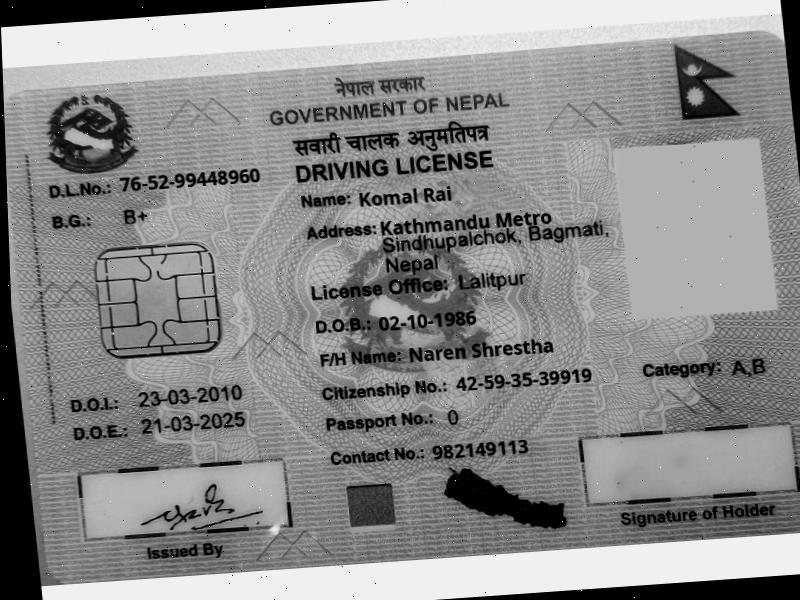 नेपाल सरकार
GOVERNMENT OF NEPAL
सवारी चालक अनुमतिपत्र
DRIVING LICENSE
D.L.No.: 76-52-99448960
B.G.: B+
Name: Komal Rai
Address: Kathmandu Metro
Sindhupalchok, Bagmati,
Nepal
License Office: Lalitpur
D.O.B.: 02-10-1986
F/H Name: Naren Shrestha
Citizenship No.: 42-59-35-39919
Category: A,B
D.O.I.: 23-03-2010
Passport No.: 0
D.O.E.: 21-03-2025
Contact No.: 982149113
Issued By
Signature of Holder